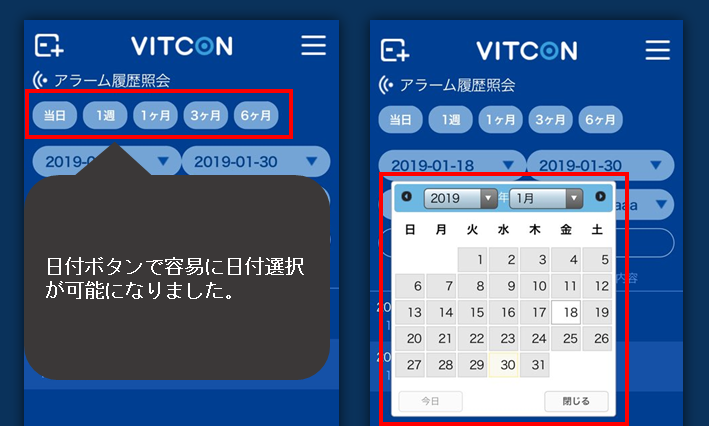 VITCON
アラーム履歴照会
当日 1週 1ヶ月 3ヶ月 6ヶ月
2019-0 2019-01-30
日付ボタンで容易に日付選択
が可能になりました。
VITCON
アラーム履歴照会
当日 1週 1ヶ月 3ヶ月 6ヶ月
2019-01-18 2019-01-30
aaa
2019 年 1月
日 月 火 水 木 金 土
1 2 3 4 5
6 7 8 9 10 11 12
内容
13 14 15 16 17 18 19
20 21 22 23 24 25 26
27 28 29 30 31
今日 閉じる